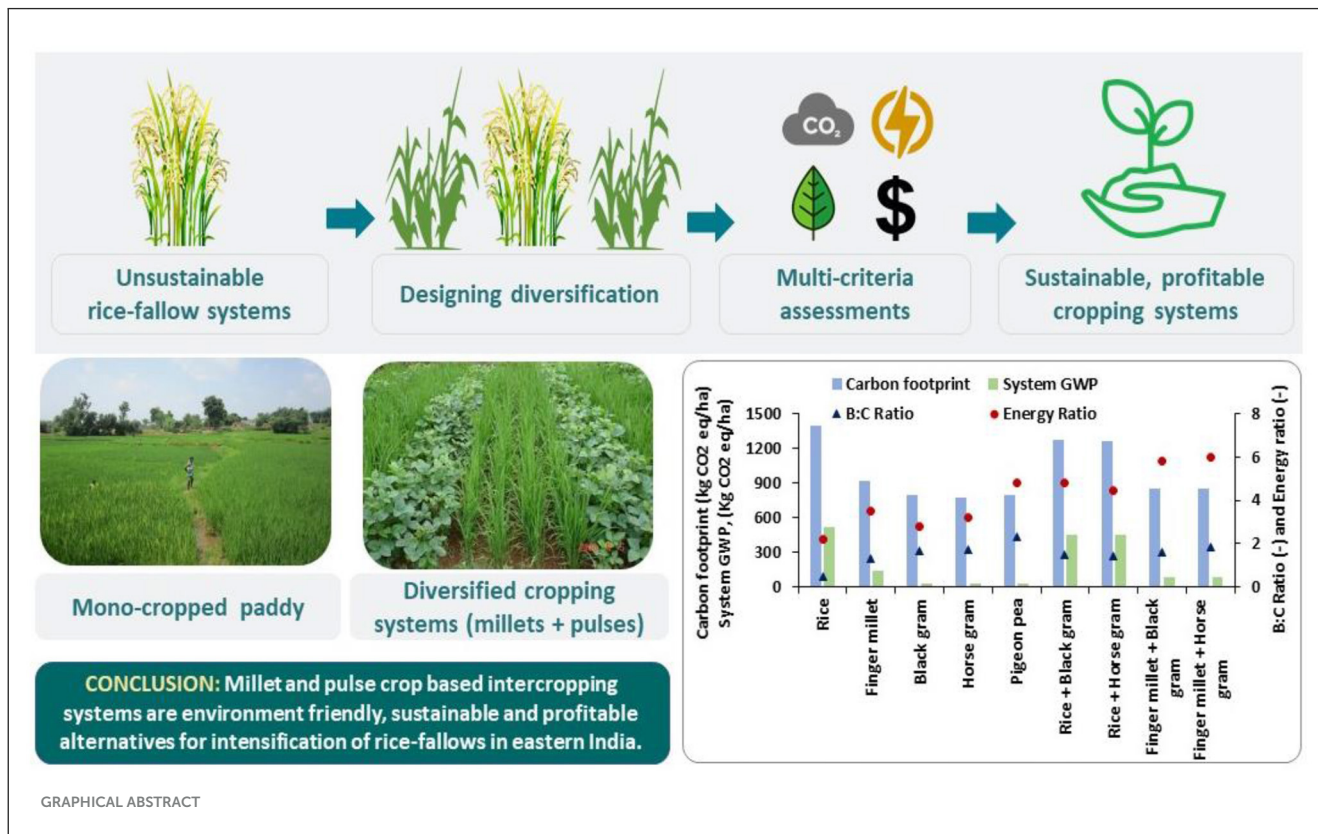 CO₂
$
Unsustainable
rice-fallow systems
Designing diversification
Multi-criteria
assessments
Sustainable, profitable
cropping systems
Mono-cropped paddy
Diversified cropping
systems (millets + pulses)
CONCLUSION: Millet and pulse crop based intercropping
systems are environment friendly, sustainable and profitable
alternatives for intensification of rice-fallows in eastern India.
Carbon footprint (kg CO2 eq/ha)
System GWP, (Kg CO2 eq/ha)
Carbon footprint
System GWP
B:C Ratio
Energy Ratio
1500
1200
900
600
300
0
8
6
4
2
0
B:C Ratio (-) and Energy ratio (-)
Rice
Finger millet
Black gram
Horse gram
Pigeon pea
Rice + Black gram
Rice + Horse gram
Finger millet + Black
gram
Finger millet + Horse
gram
GRAPHICAL ABSTRACT